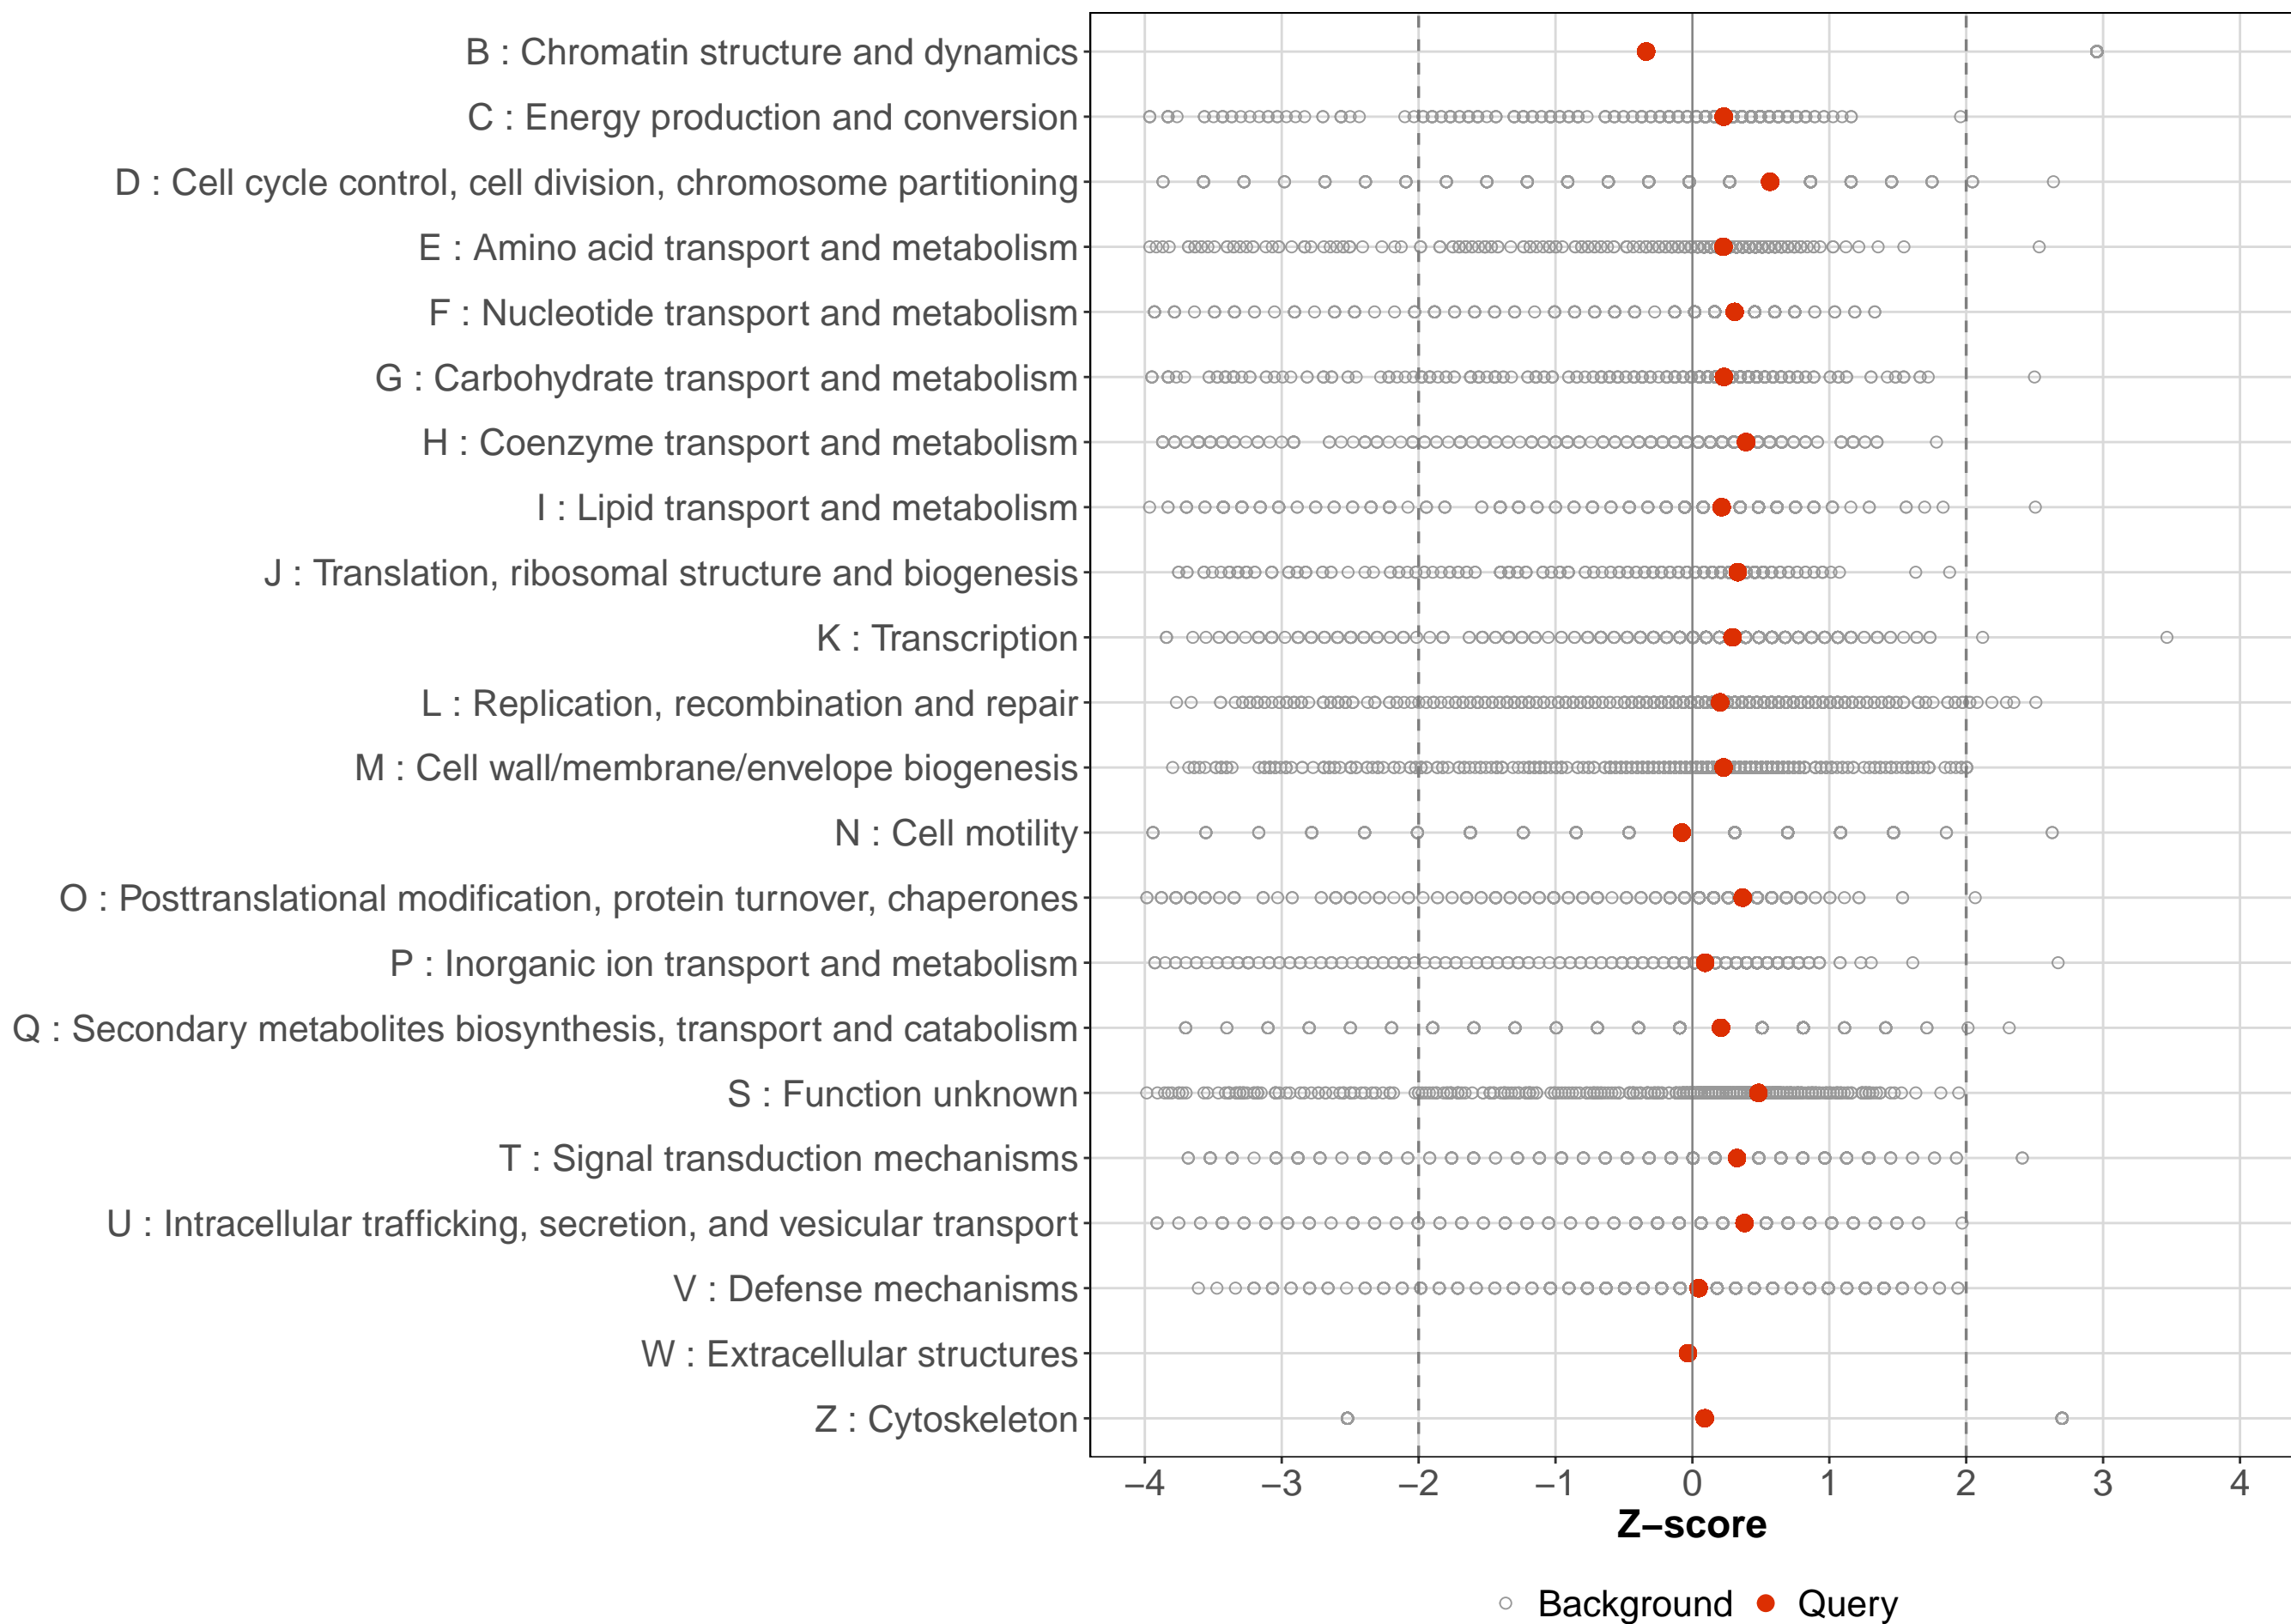 B : Chromatin structure and dynamics
C : Energy production and conversion
D : Cell cycle control, cell division, chromosome partitioning
E : Amino acid transport and metabolism
F : Nucleotide transport and metabolism
G : Carbohydrate transport and metabolism
H : Coenzyme transport and metabolism
I : Lipid transport and metabolism
J : Translation, ribosomal structure and biogenesis
K : Transcription
L : Replication, recombination and repair
M : Cell wall/membrane/envelope biogenesis
N : Cell motility
O : Posttranslational modification, protein turnover, chaperones
P : Inorganic ion transport and metabolism
Q : Secondary metabolites biosynthesis, transport and catabolism
S : Function unknown
T : Signal transduction mechanisms
U : Intracellular trafficking, secretion, and vesicular transport
V : Defense mechanisms
W : Extracellular structures
Z : Cytoskeleton
−4 −3 −2 −1 0 1 2 3 4
Z−score
Background Query